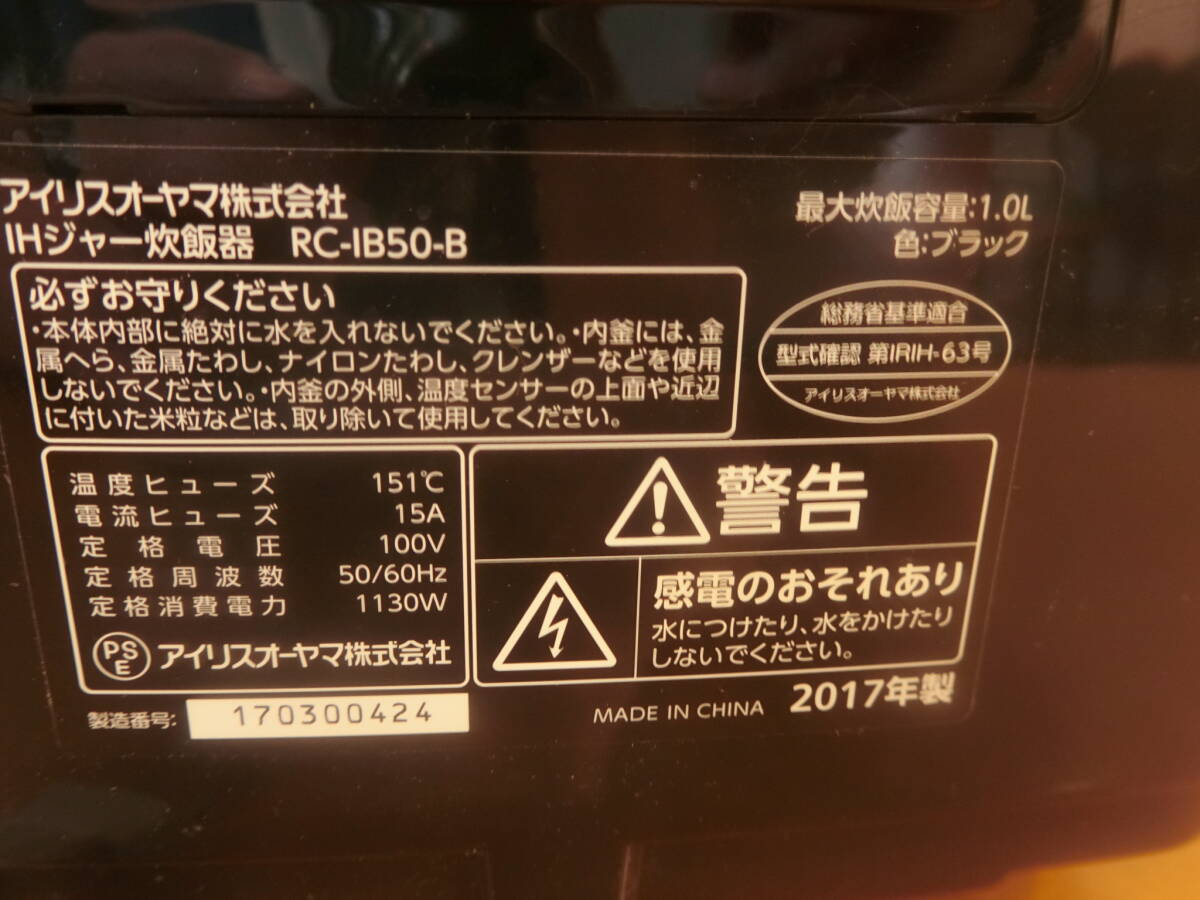 アイリスオーヤマ株式会社
IHジャー炊飯器 RC-IB50-B
最大炊飯容量:1.0L
色:ブラック
必ずお守りください
・本体内部に絶対に水を入れないでください。・内釜には、金
属へら、金属たわし、ナイロンたわし、クレンザーなどを使用
しないでください。・内釜の外側、温度センサーの上面や近辺
に付いた米粒などは、取り除いて使用してください。
総務省基準適合
型式確認 第IRIH-63号
アイリスオーヤマ株式会社
温度ヒューズ 151℃
電流ヒューズ 15A
定格電圧 100V
定格周波数 50/60Hz
定格消費電力 1130W
PSE アイリスオーヤマ株式会社
警告
感電のおそれあり
水につけたり、水をかけたり
しないでください。
製造番号: 170300424
MADE IN CHINA 2017年製